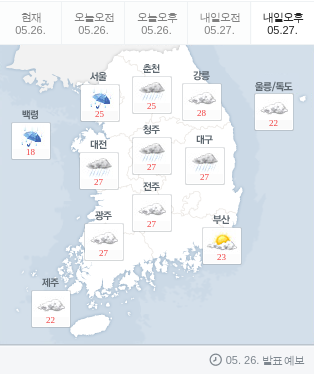 현재 오늘오전 오늘오후 내일오전 내일오후
05.26. 05.26. 05.26. 05.27. 05.27.
서울
25
춘천
25
강릉
28
울릉/독도
22
백령
18
대전
27
청주
27
대구
27
전주
27
광주
27
부산
23
제주
22
05. 26. 발표 예보